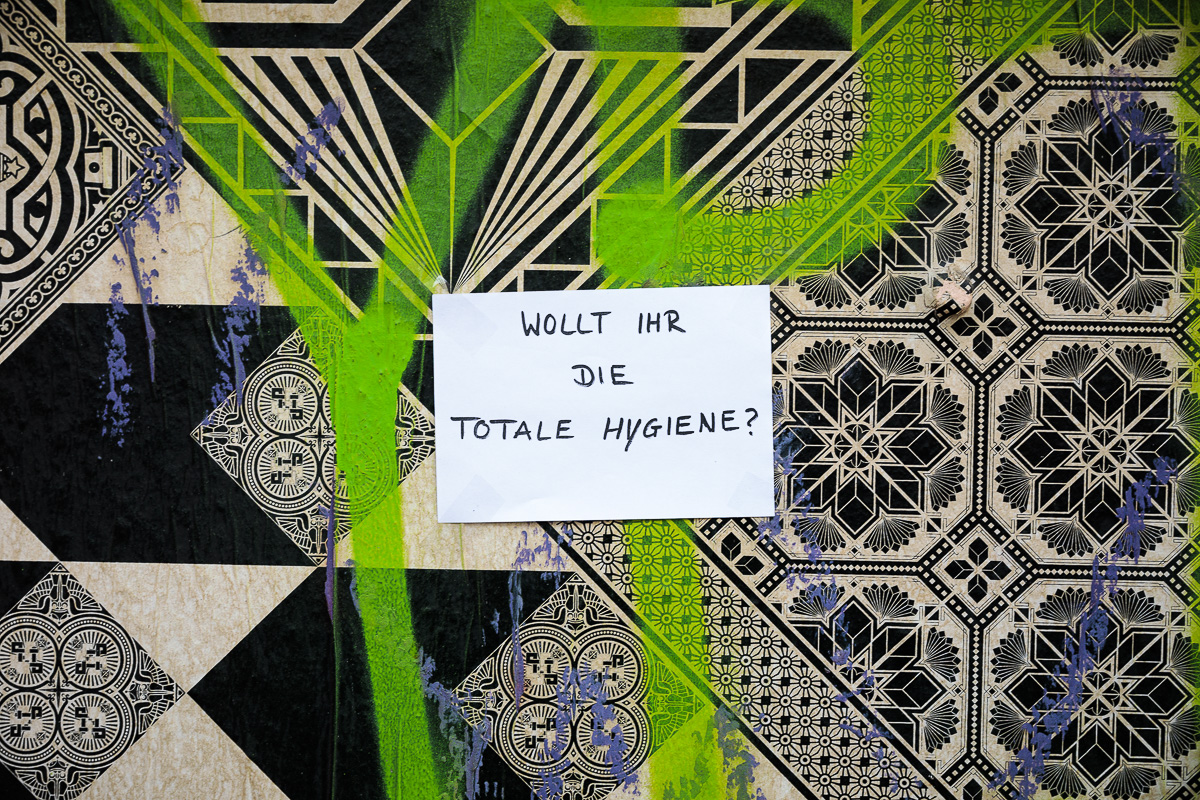 WOLLT IHR
DIE
TOTALE HYGIENE?